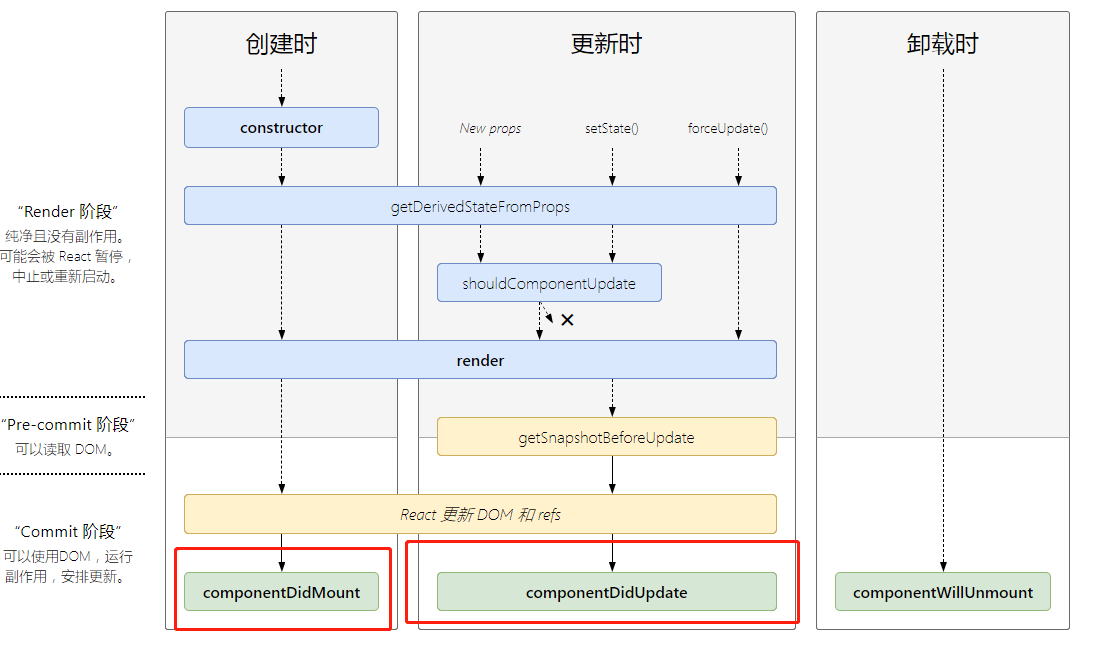 创建时
更新时
卸载时
constructor
New props
setState()
forceUpdate()
“Render 阶段”
纯净且没有副作用。
可能会被 React 暂停，
中止或重新启动。
getDerivedStateFromProps
shouldComponentUpdate
render
“Pre-commit 阶段”
可以读取 DOM。
getSnapshotBeforeUpdate
“Commit 阶段”
可以使用DOM，运行
副作用，安排更新。
React 更新 DOM 和 refs
componentDidMount
componentDidUpdate
componentWillUnmount